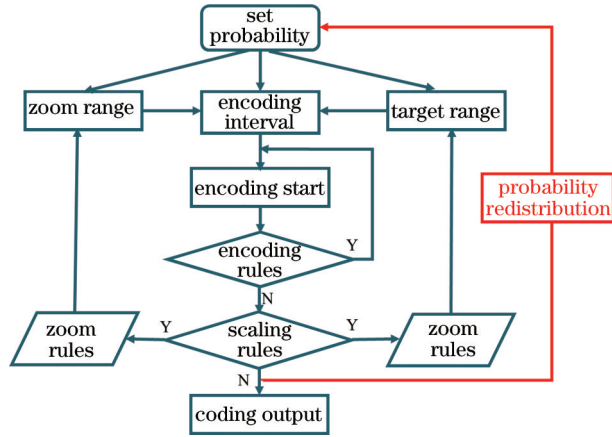 set
probability
zoom range
encoding
interval
target range
encoding start
probability
redistribution
encoding
rules
Y
N
zoom
rules
Y
scaling
rules
Y
zoom
rules
N
coding output